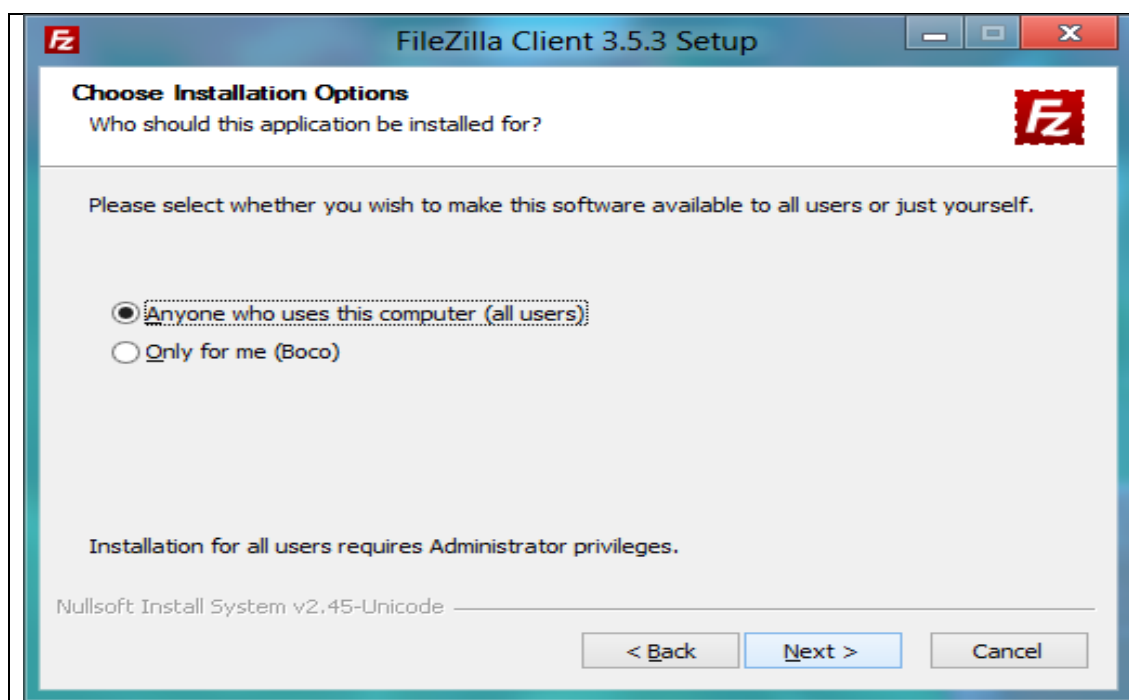 Fz
FileZilla Client 3.5.3 Setup
Choose Installation Options
Who should this application be installed for?
Fz
Please select whether you wish to make this software available to all users or just yourself.
Anyone who uses this computer (all users)
Only for me (Boco)
Installation for all users requires Administrator privileges.
Nullsoft Install System v2.45-Unicode
< Back Next > Cancel